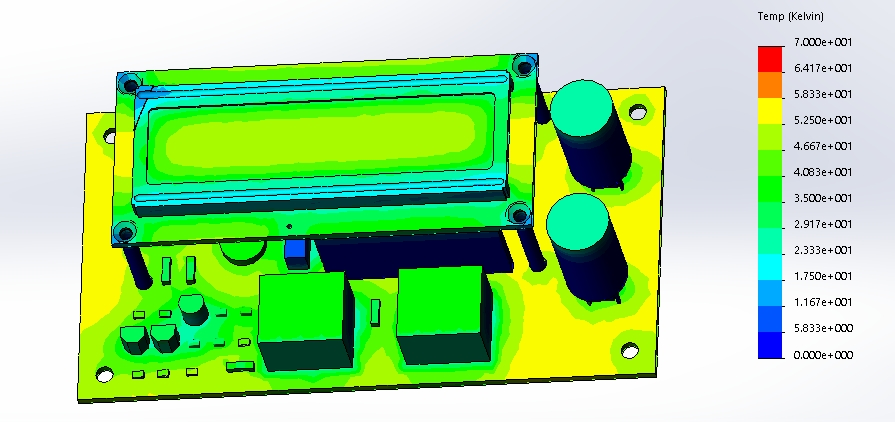 Temp (Kelvin)
7.000e+001
6.417e+001
5.833e+001
5.250e+001
4.667e+001
4.083e+001
3.500e+001
2.917e+001
2.333e+001
1.750e+001
1.167e+001
5.833e+000
0.000e+000